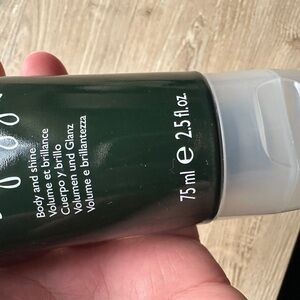 Body and shine
Volume et brillance
Cuerpo y brillo
Volumen und Glanz
Volume e brillantezza
75 ml ℮ 2.5 fl.oz.